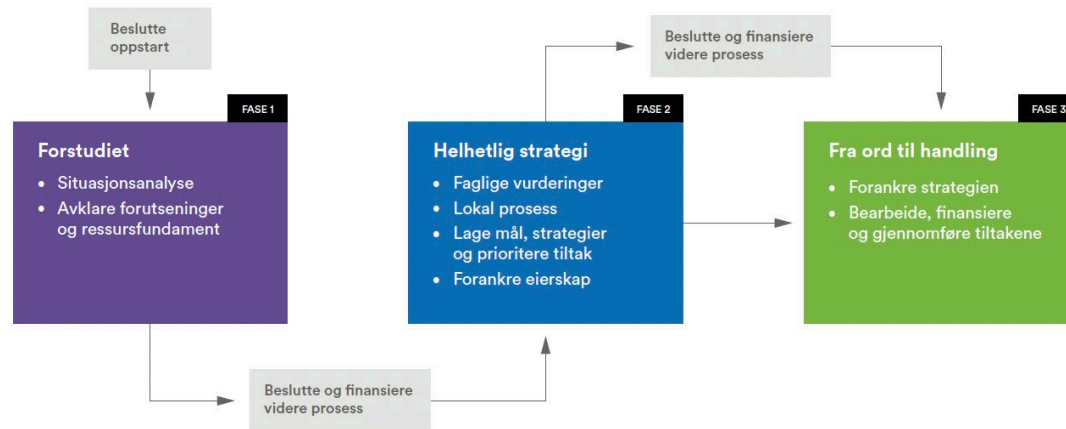 Beslutte
oppstart
FASE 1
Forstudiet
• Situasjonsanalyse
• Avklare forutseninger
og ressursfundament
Beslutte og finansiere
videre prosess
FASE 2
Helhetlig strategi
• Faglige vurderinger
• Lokal prosess
• Lage mål, strategier
og prioritere tiltak
• Forankre eierskap
Beslutte og finansiere
videre prosess
FASE 3
Fra ord til handling
• Forankre strategien
• Bearbeide, finansiere
og gjennomføre tiltakene